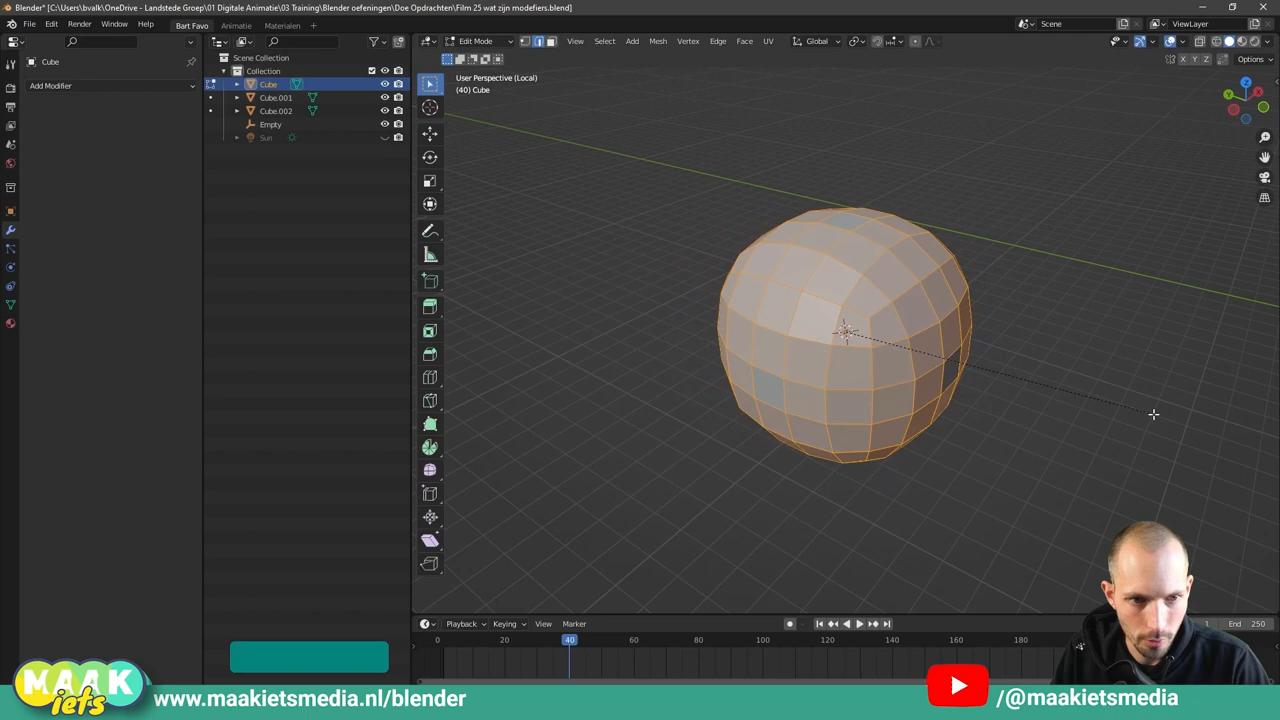 Blender* [C:\Users\bvalk\OneDrive - Landstede Groep\01 Digitale Animatie\03 Training\Blender oefeningen\Doe Opdrachten\Film 25 wat zijn modefiers.blend]
File Edit Render Window Help Bart Favo Animatie Materialen + Scene ViewLayer
Edit Mode View Select Add Mesh Vertex Edge Face UV Global
X Y Z Options
Cube
Add Modifier
Scene Collection
Collection
Cube
Cube.001
Cube.002
Empty
Sun
User Perspective (Local)
(40) Cube
Z
Y
X
Playback Keying View Marker 1 End 250
0 20 40 60 80 100 120 140 160 180
MAAK
iets
www.maakietsmedia.nl/blender
/@maakietsmedia